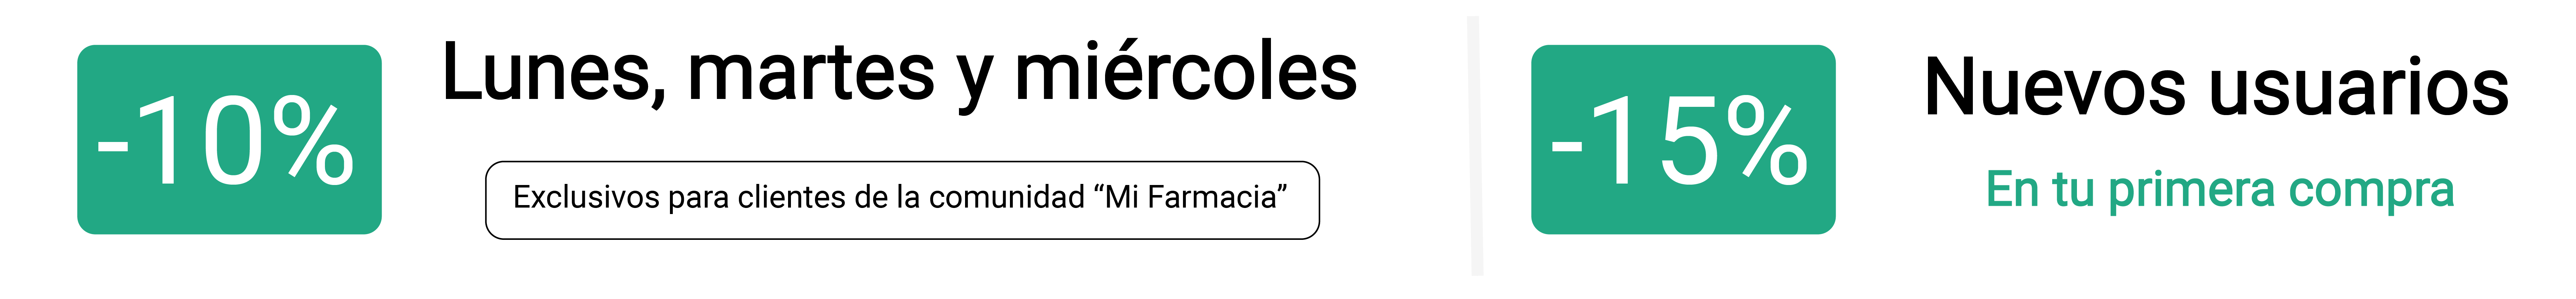 -10%
Lunes, martes y miércoles
Exclusivos para clientes de la comunidad “Mi Farmacia”
-15%
Nuevos usuarios
En tu primera compra